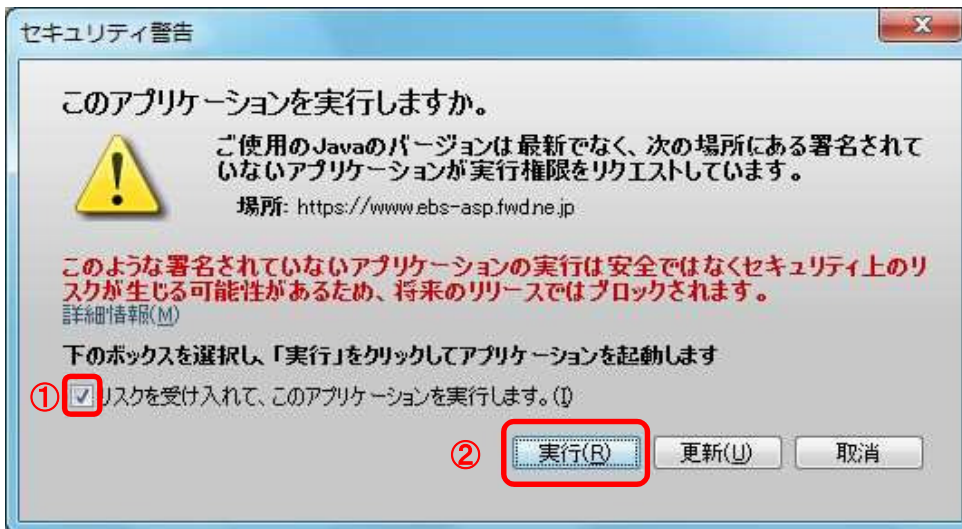 セキュリティ警告
このアプリケーションを実行しますか。
ご使用のJavaのバージョンは最新でなく、次の場所にある署名されて
いないアプリケーションが実行権限をリクエストしています。
場所: https://www.ebs-asp.fwd.ne.jp
このような署名されていないアプリケーションの実行は安全ではなくセキュリティ上のリ
スクが生じる可能性があるため、将来のリリースではブロックされます。
詳細情報(M)
下のボックスを選択し、「実行」をクリックしてアプリケーションを起動します
① リスクを受け入れて、このアプリケーションを実行します。(I)
② 実行(R) 更新(U) 取消